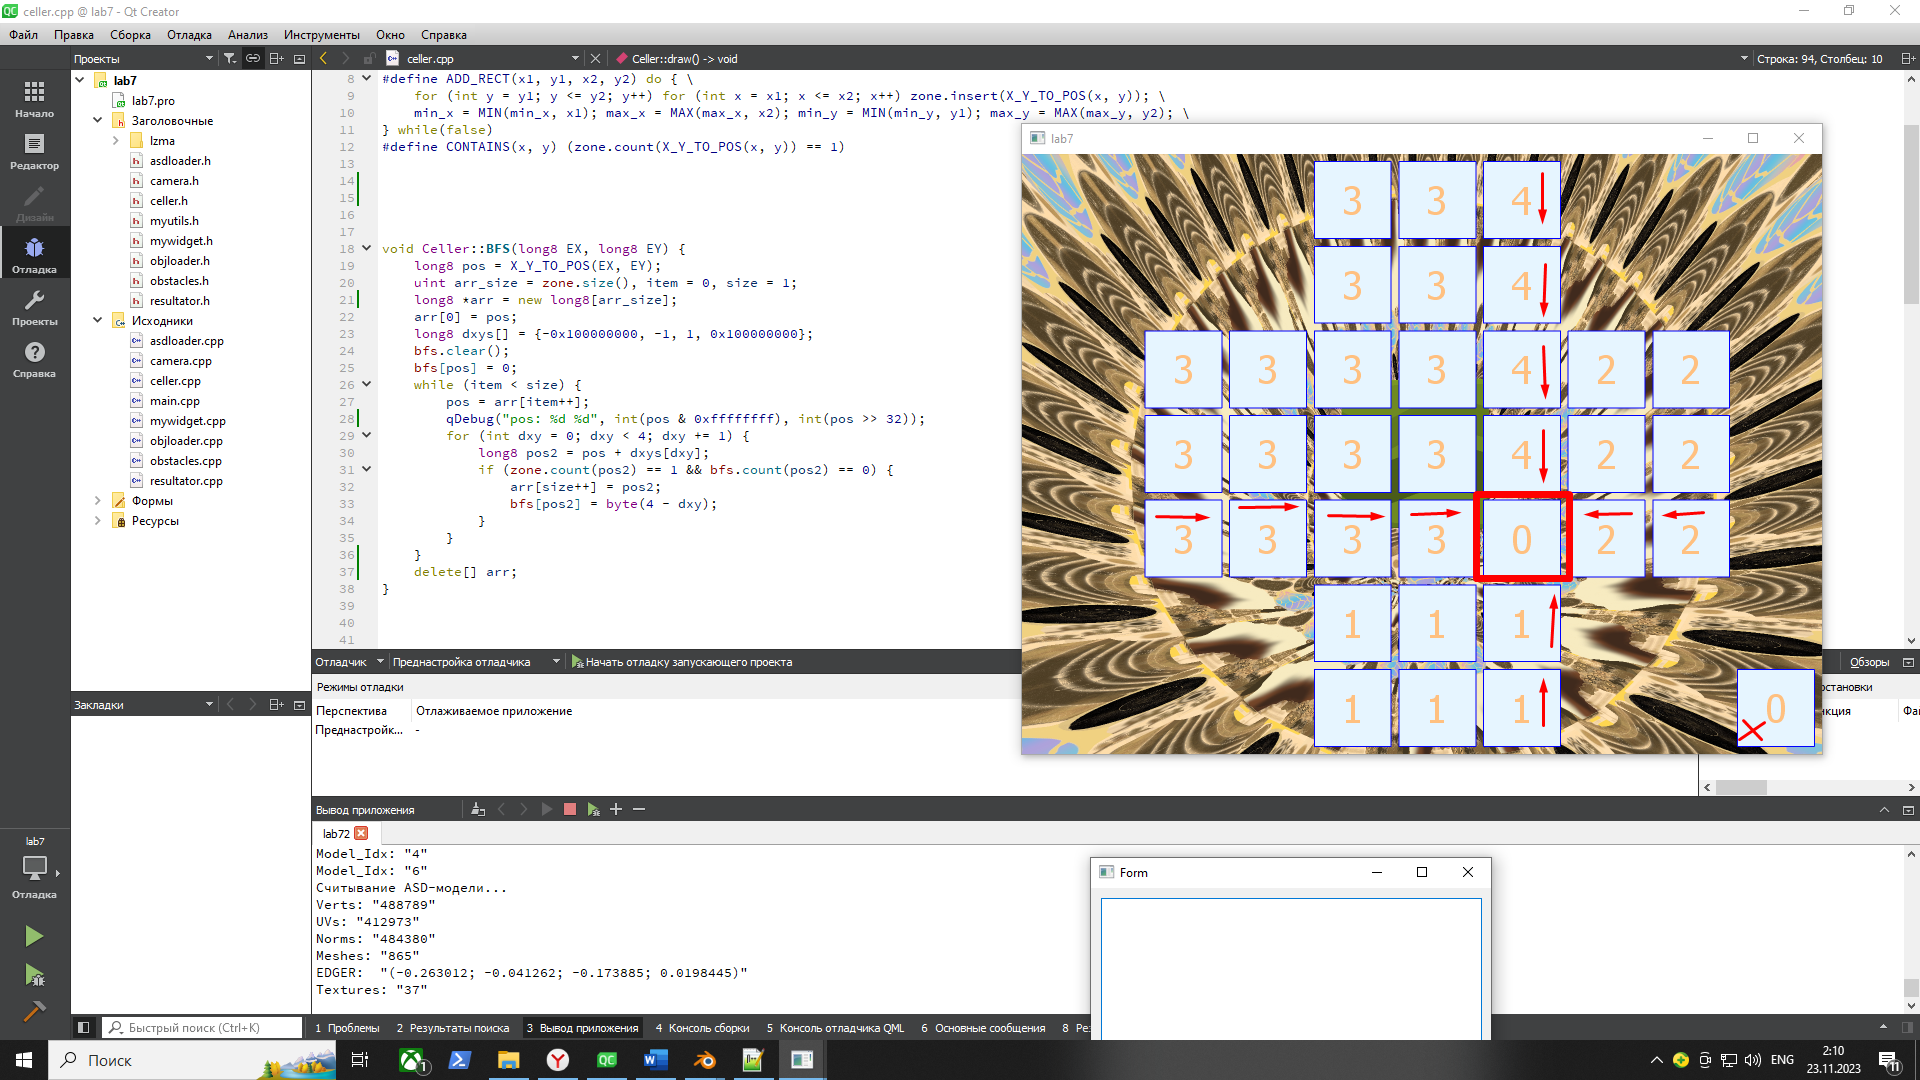 celler.cpp @ lab7 - Qt Creator
Файл Правка Сборка Отладка Анализ Инструменты Окно Справка
Проекты
celler.cpp
Celler::draw() -> void
Строка: 94, Столбец: 10
Начало
Редактор
Дизайн
Отладка
Проекты
Справка
lab7
lab7.pro
Заголовочные
lzma
asdloader.h
camera.h
celler.h
myutils.h
mywidget.h
objloader.h
obstacles.h
resultator.h
Исходники
asdloader.cpp
camera.cpp
celler.cpp
main.cpp
mywidget.cpp
objloader.cpp
obstacles.cpp
resultator.cpp
Формы
Ресурсы
Закладки
8 #define ADD_RECT(x1, y1, x2, y2) do { \
9 for (int y = y1; y <= y2; y++) for (int x = x1; x <= x2; x++) zone.insert(X_Y_TO_POS(x, y)); \
10 min_x = MIN(min_x, x1); max_x = MAX(max_x, x2); min_y = MIN(min_y, y1); max_y = MAX(max_y, y2); \
11 } while(false)
12 #define CONTAINS(x, y) (zone.count(X_Y_TO_POS(x, y)) == 1)
13
14
15
16
17
18 void Celler::BFS(long8 EX, long8 EY) {
19 long8 pos = X_Y_TO_POS(EX, EY);
20 uint arr_size = zone.size(), item = 0, size = 1;
21 long8 *arr = new long8[arr_size];
22 arr[0] = pos;
23 long8 dxys[] = {-0x100000000, -1, 1, 0x100000000};
24 bfs.clear();
25 bfs[pos] = 0;
26 while (item < size) {
27 pos = arr[item++];
28 qDebug("pos: %d %d", int(pos & 0xffffffff), int(pos >> 32));
29 for (int dxy = 0; dxy < 4; dxy += 1) {
30 long8 pos2 = pos + dxys[dxy];
31 if (zone.count(pos2) == 1 && bfs.count(pos2) == 0) {
32 arr[size++] = pos2;
33 bfs[pos2] = byte(4 - dxy);
34 }
35 }
36 }
37 delete[] arr;
38 }
39
40
41
lab7
3 3 4
3 3 4
3 3 3 3 4 2 2
3 3 3 3 4 2 2
3 3 3 3 0 2 2
1 1 1
1 1 1
0
Отладчик Преднастройка отладчика Начать отладку запускающего проекта
Обзоры
Режимы отладки
Перспектива Отлаживаемое приложение
Преднастройк... -
Вывод приложения
lab72
Model_Idx: "4"
Model_Idx: "6"
Считывание ASD-модели...
Verts: "488789"
UVs: "412973"
Norms: "484380"
Meshes: "865"
EDGER: "(-0.263012; -0.041262; -0.173885; 0.0198445)"
Textures: "37"
Form
lab7
Отладка
Быстрый поиск (Ctrl+K)
1 Проблемы 2 Результаты поиска 3 Вывод приложения 4 Консоль сборки 5 Консоль отладчика QML 6 Основные сообщения 8
Поиск
ENG
2:10
23.11.2023
11